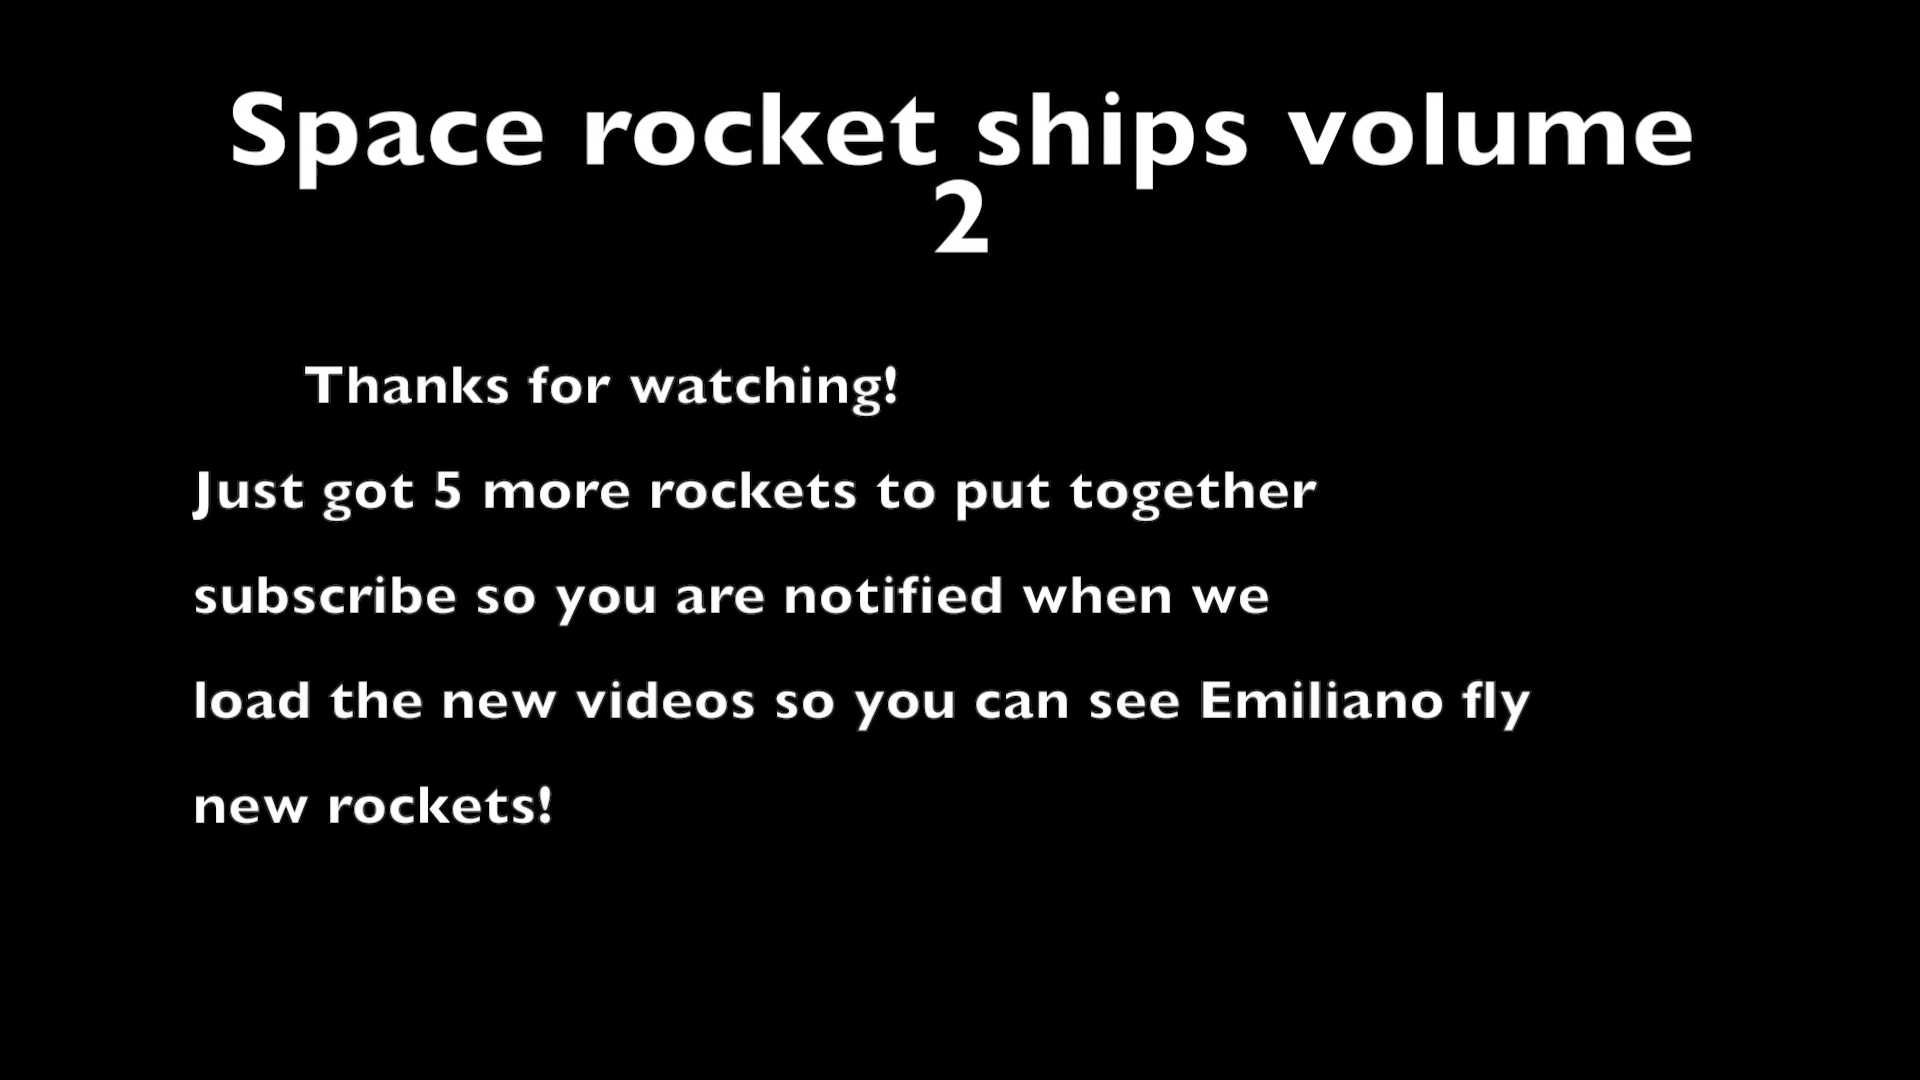 Space rocket ships volume
2
Thanks for watching!
Just got 5 more rockets to put together
subscribe so you are notified when we
load the new videos so you can see Emiliano fly
new rockets!